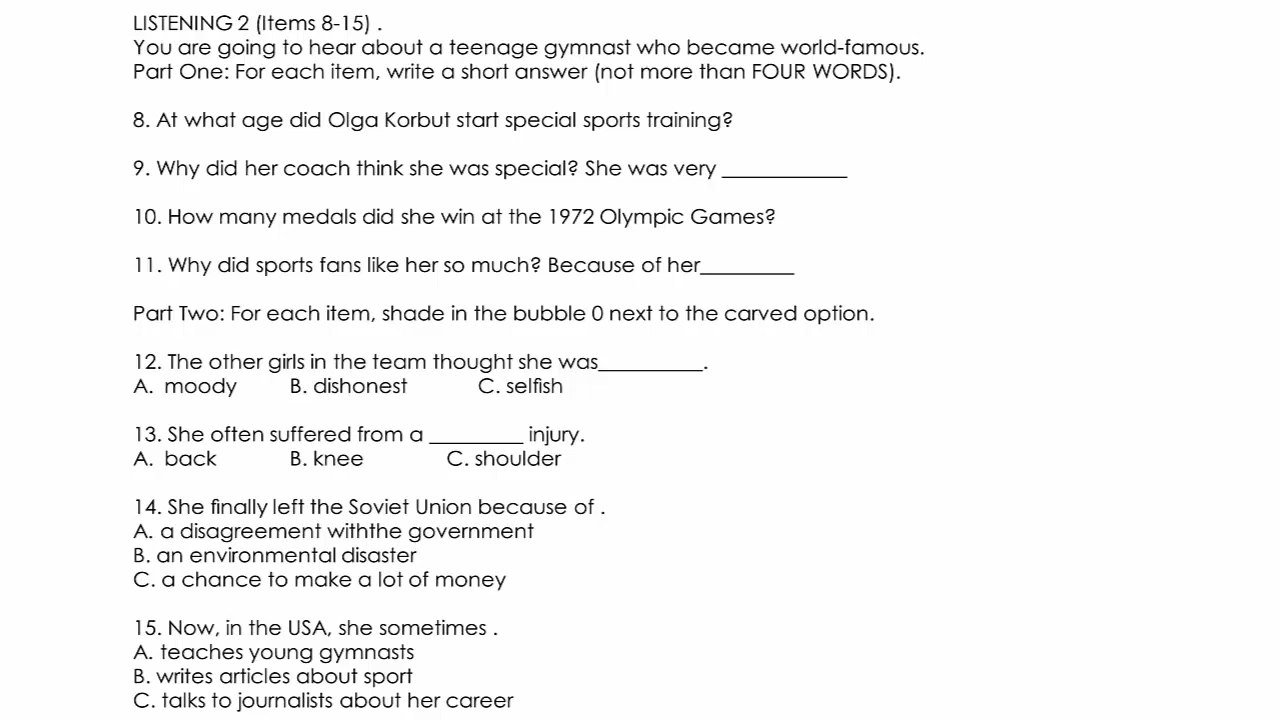 LISTENING 2 (Items 8-15) .
You are going to hear about a teenage gymnast who became world-famous.
Part One: For each item, write a short answer (not more than FOUR WORDS).
8. At what age did Olga Korbut start special sports training?
9. Why did her coach think she was special? She was very ____________
10. How many medals did she win at the 1972 Olympic Games?
11. Why did sports fans like her so much? Because of her_________
Part Two: For each item, shade in the bubble 0 next to the carved option.
12. The other girls in the team thought she was__________.
A. moody B. dishonest C. selfish
13. She often suffered from a _________ injury.
A. back B. knee C. shoulder
14. She finally left the Soviet Union because of .
A. a disagreement withthe government
B. an environmental disaster
C. a chance to make a lot of money
15. Now, in the USA, she sometimes .
A. teaches young gymnasts
B. writes articles about sport
C. talks to journalists about her career